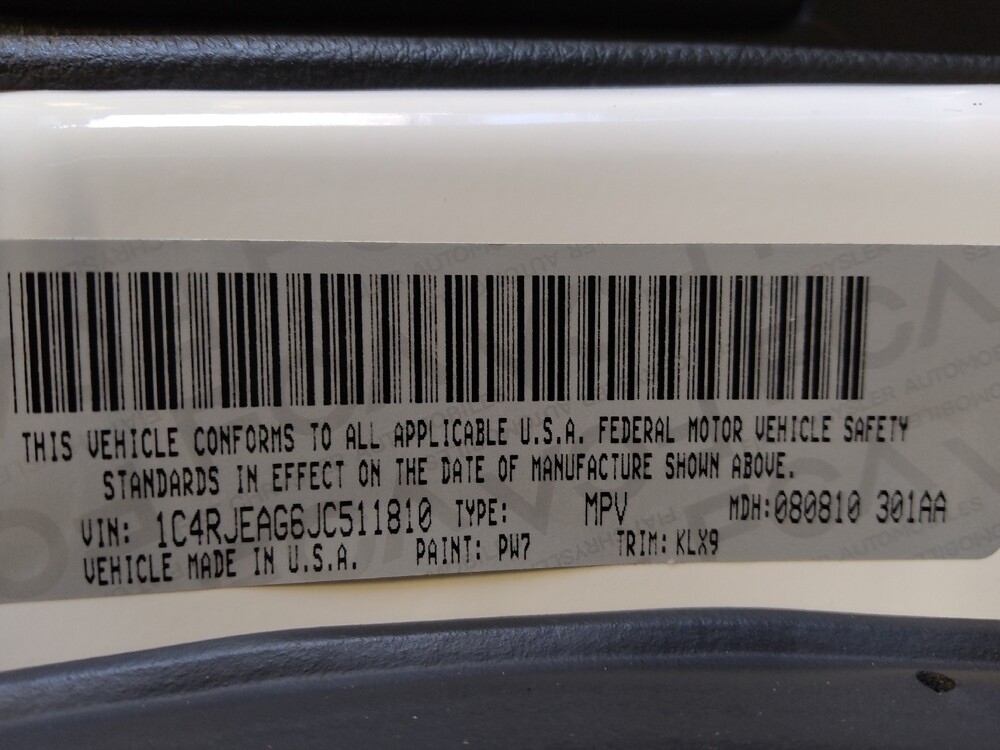 THIS VEHICLE CONFORMS TO ALL APPLICABLE U.S.A. FEDERAL MOTOR VEHICLE SAFETY
STANDARDS IN EFFECT ON THE DATE OF MANUFACTURE SHOWN ABOVE.
VIN: 1C4RJEAG6JC511810 TYPE: MPV MDH:080810 301AA
VEHICLE MADE IN U.S.A. PAINT: PW7 TRIM: KLX9